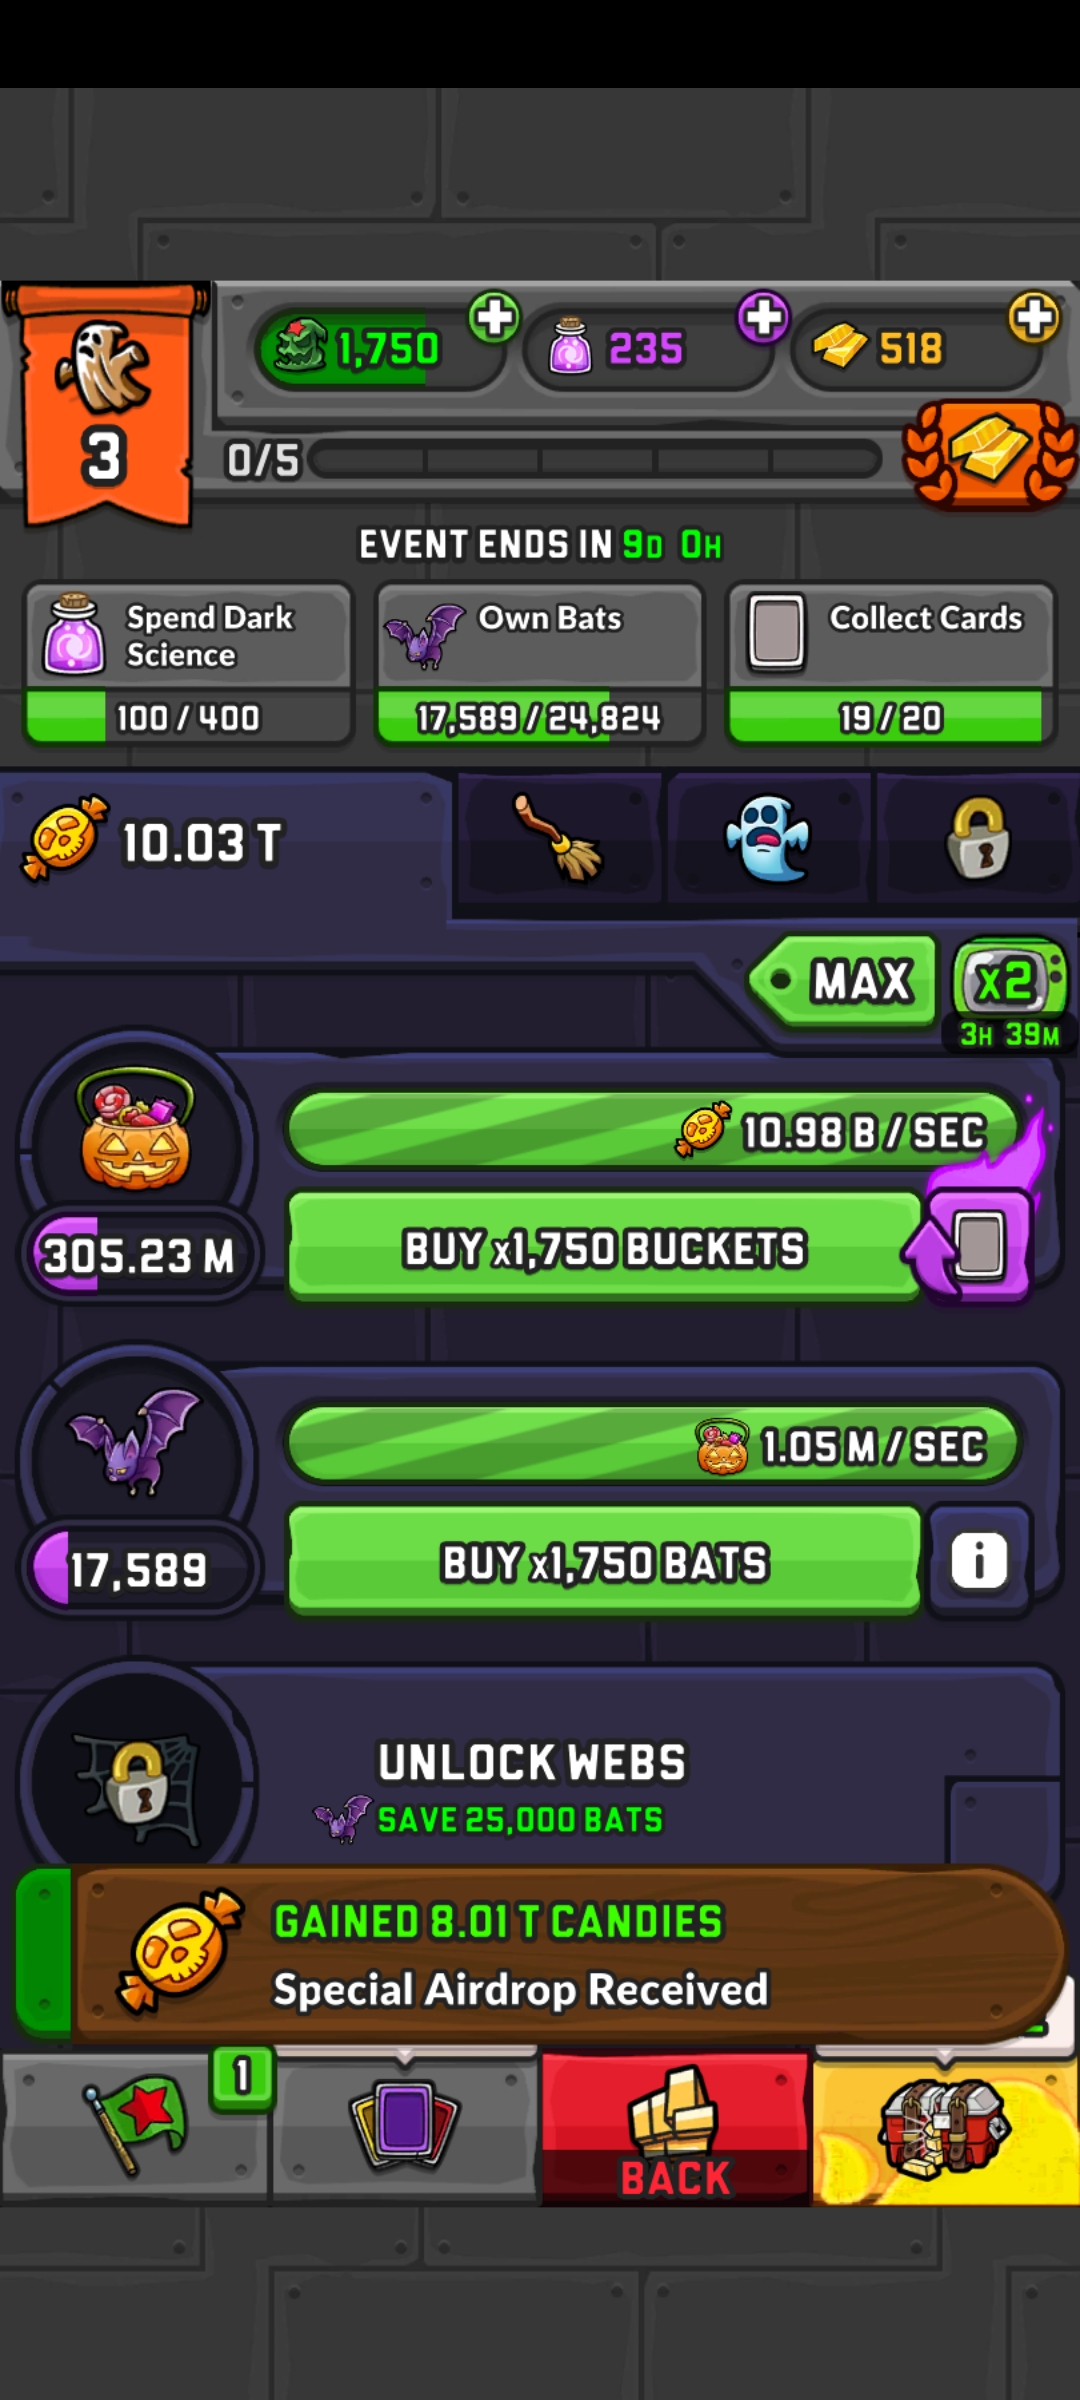 1,750
235
518
3
0/5
EVENT ENDS IN 9D 0H
Spend Dark
Science
Own Bats
Collect Cards
100 / 400
17,589 / 24,824
19 / 20
10.03 T
MAX
x2
3H 39M
10.98 B / SEC
305.23 M
BUY x1,750 BUCKETS
1.05 M / SEC
17,589
BUY x1,750 BATS
i
UNLOCK WEBS
SAVE 25,000 BATS
GAINED 8.01 T CANDIES
Special Airdrop Received
1
BACK